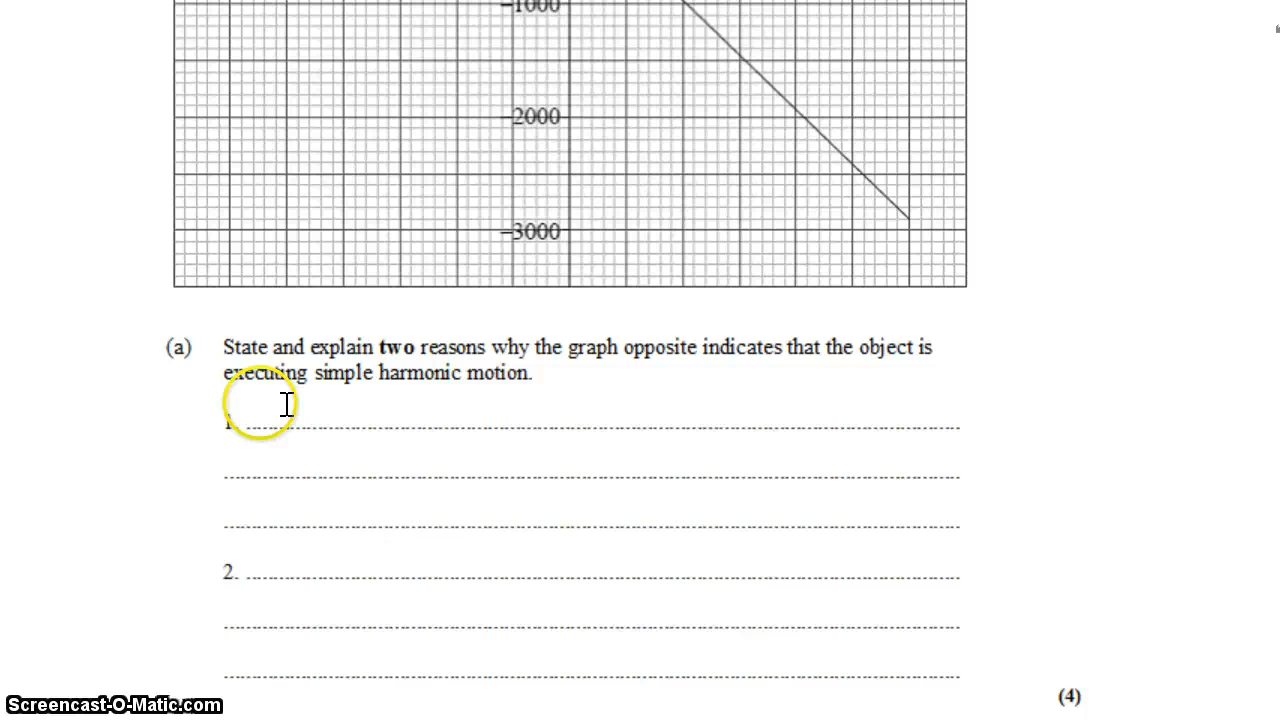 –1000
–2000
–3000
(a) State and explain two reasons why the graph opposite indicates that the object is
executing simple harmonic motion.
1.
2.
(4)
Screencast-O-Matic.com